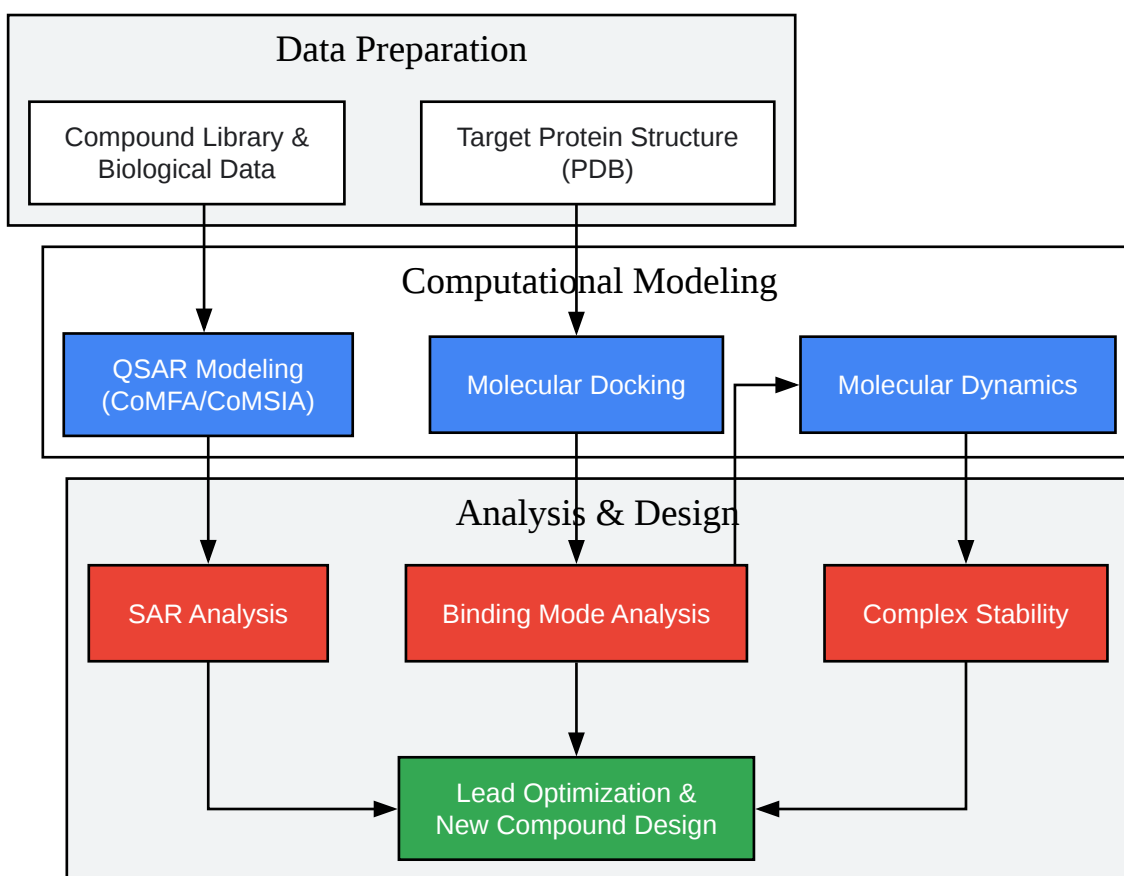 Data Preparation
Compound Library &
Biological Data
Target Protein Structure
(PDB)
Computational Modeling
QSAR Modeling
(CoMFA/CoMSIA)
Molecular Docking
Molecular Dynamics
Analysis & Design
SAR Analysis
Binding Mode Analysis
Complex Stability
Lead Optimization &
New Compound Design